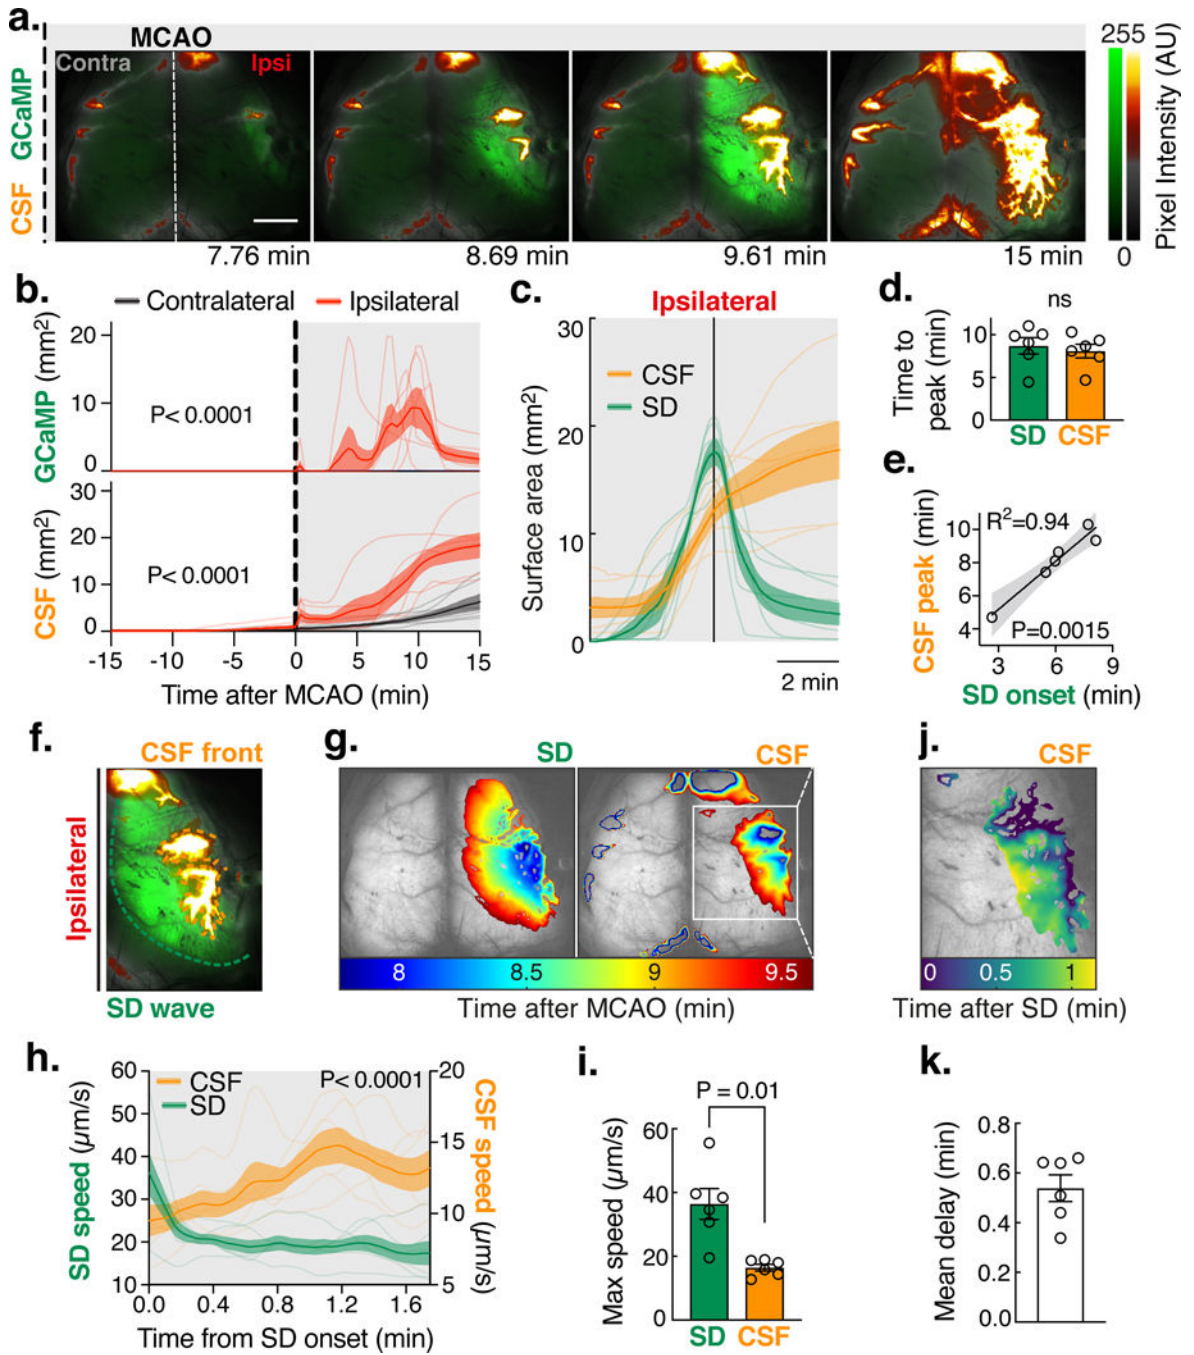 a.
MCAO
Contra
Ipsi
GCaMP
CSF
7.76 min
8.69 min
9.61 min
15 min
255
0
Pixel Intensity (AU)
b.
Contralateral
Ipsilateral
GCaMP (mm²)
20
10
0
P< 0.0001
CSF (mm²)
30
20
10
0
P< 0.0001
-15 -10 -5 0 5 10 15
Time after MCAO (min)
c.
Ipsilateral
Surface area (mm²)
30
20
10
0
CSF
SD
2 min
d.
ns
Time to peak (min)
10
5
0
SD CSF
e.
CSF peak (min)
10
8
6
4
R²=0.94
P=0.0015
3 6 9
SD onset (min)
f.
CSF front
Ipsilateral
SD wave
g.
SD
CSF
8 8.5 9 9.5
Time after MCAO (min)
j.
CSF
0 0.5 1
Time after SD (min)
h.
SD speed (µm/s)
60
50
40
30
20
10
CSF
SD
P< 0.0001
20
15
10
5
CSF speed (µm/s)
0.0 0.4 0.8 1.2 1.6
Time from SD onset (min)
i.
P = 0.01
Max speed (µm/s)
60
40
20
0
SD CSF
k.
Mean delay (min)
0.8
0.6
0.4
0.2
0.0